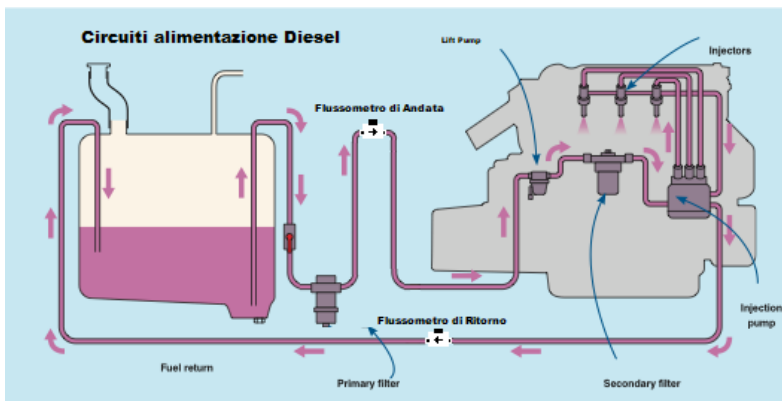 Circuiti alimentazione Diesel
Lift Pump
Injectors
Flussometro di Andata
Flussometro di Ritorno
Injection
pump
Fuel return
Primary filter
Secondary filter